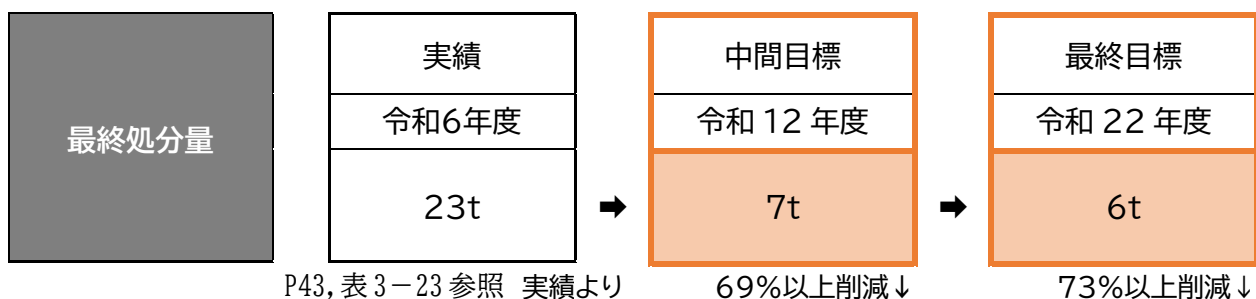 最終処分量
実績
令和6年度
23t
➡
中間目標
令和 12 年度
7t
➡
最終目標
令和 22 年度
6t
P43,表3-23参照 実績より
69%以上削減↓
73%以上削減↓